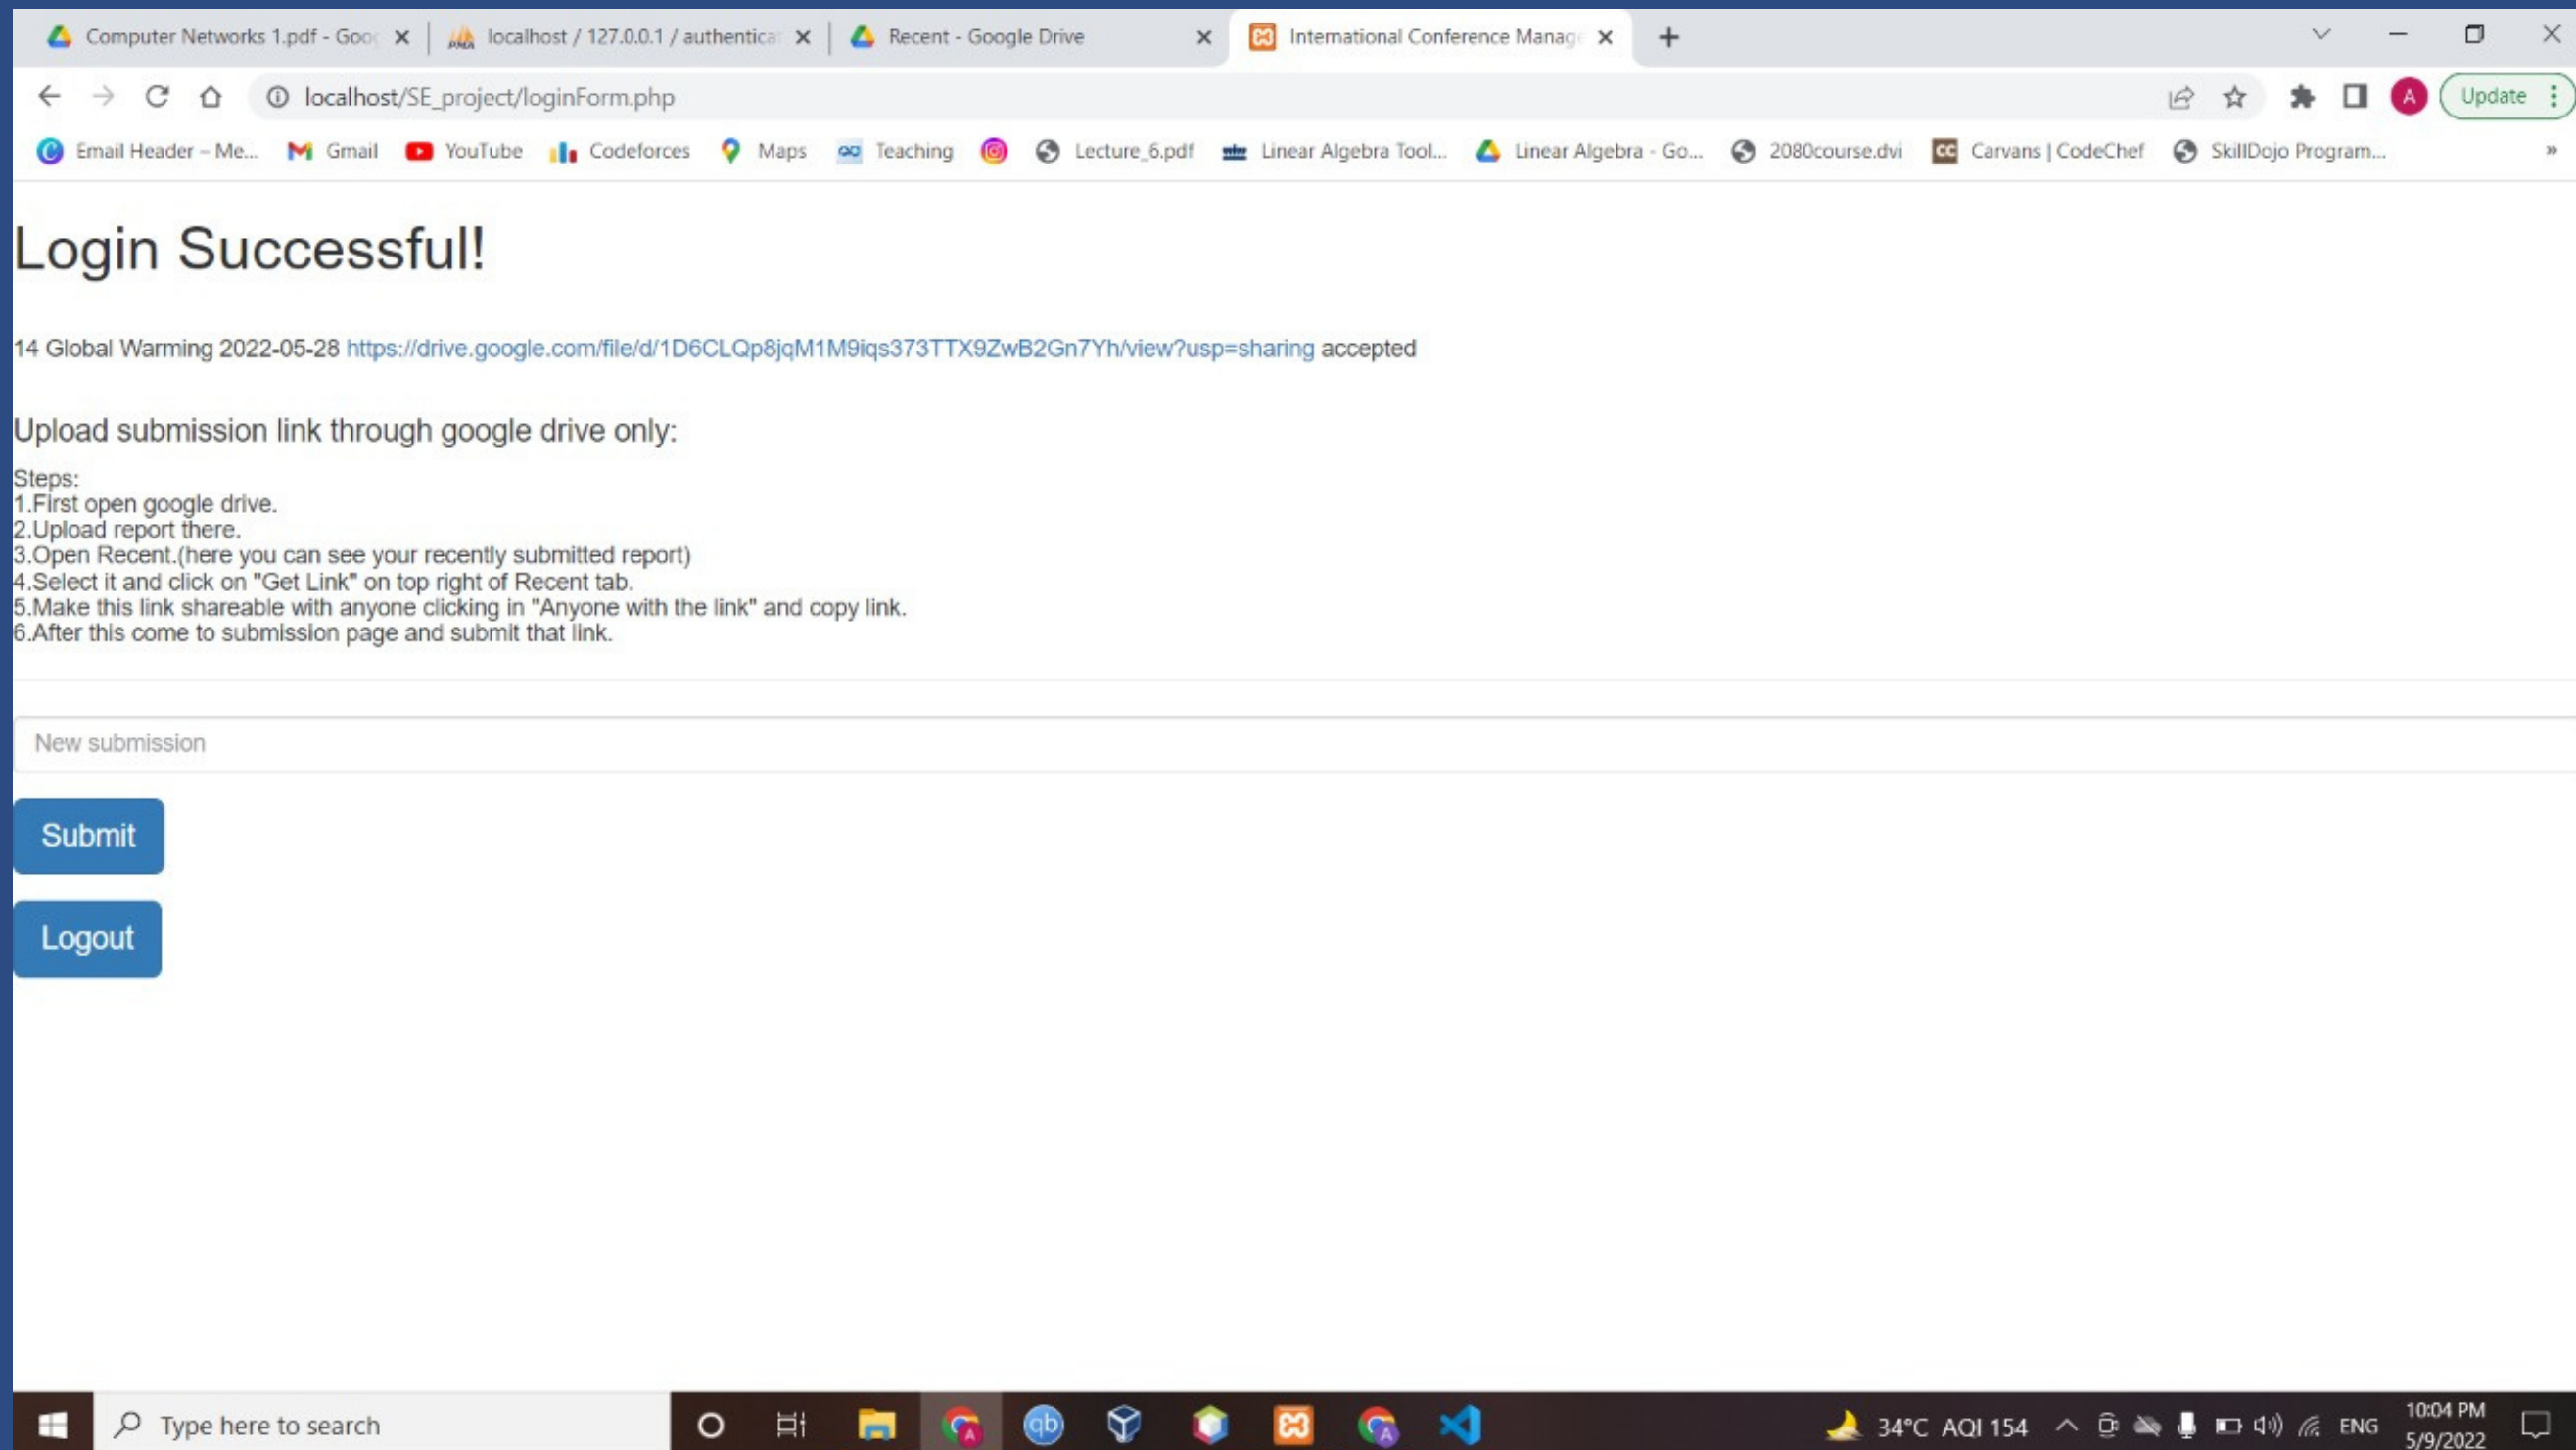 Computer Networks 1.pdf - Goo
localhost / 127.0.0.1 / authentica
Recent - Google Drive
International Conference Manage
localhost/SE_project/loginForm.php
A
Update
Email Header – Me...
Gmail
YouTube
Codeforces
Maps
Teaching
Lecture_6.pdf
Linear Algebra Tool...
Linear Algebra - Go...
2080course.dvi
CC
Carvans | CodeChef
SkillDojo Program...
»
Login Successful!
14 Global Warming 2022-05-28 https://drive.google.com/file/d/1D6CLQp8jqM1M9iqs373TTX9ZwB2Gn7Yh/view?usp=sharing accepted
Upload submission link through google drive only:
Steps:
1.First open google drive.
2.Upload report there.
3.Open Recent.(here you can see your recently submitted report)
4.Select it and click on "Get Link" on top right of Recent tab.
5.Make this link shareable with anyone clicking in "Anyone with the link" and copy link.
6.After this come to submission page and submit that link.
New submission
Submit
Logout
Type here to search
qb
34°C AQI 154
ENG
10:04 PM
5/9/2022